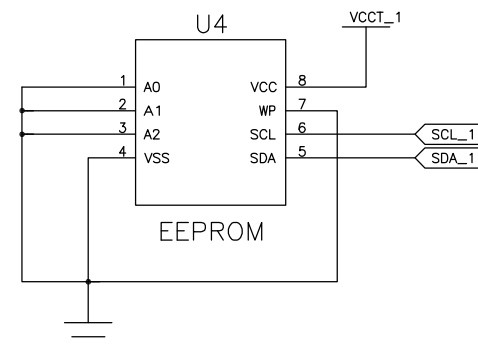 VCCT_1
U4
1 A0 VCC 8
2 A1 WP 7
3 A2 SCL 6 SCL_1
4 VSS SDA 5 SDA_1
EEPROM